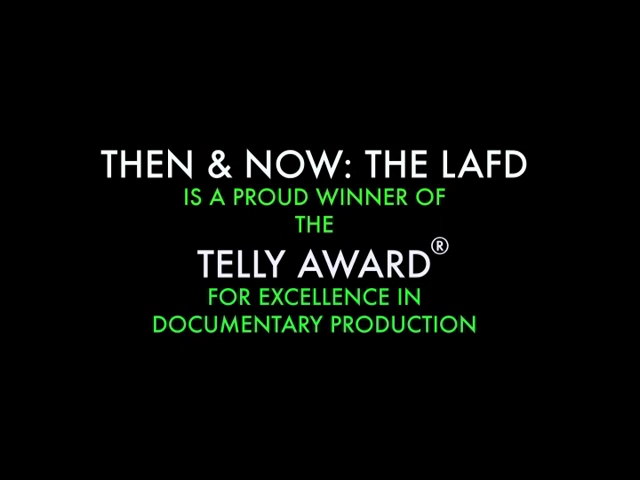 THEN & NOW: THE LAFD
IS A PROUD WINNER OF
THE
TELLY AWARD®
FOR EXCELLENCE IN
DOCUMENTARY PRODUCTION